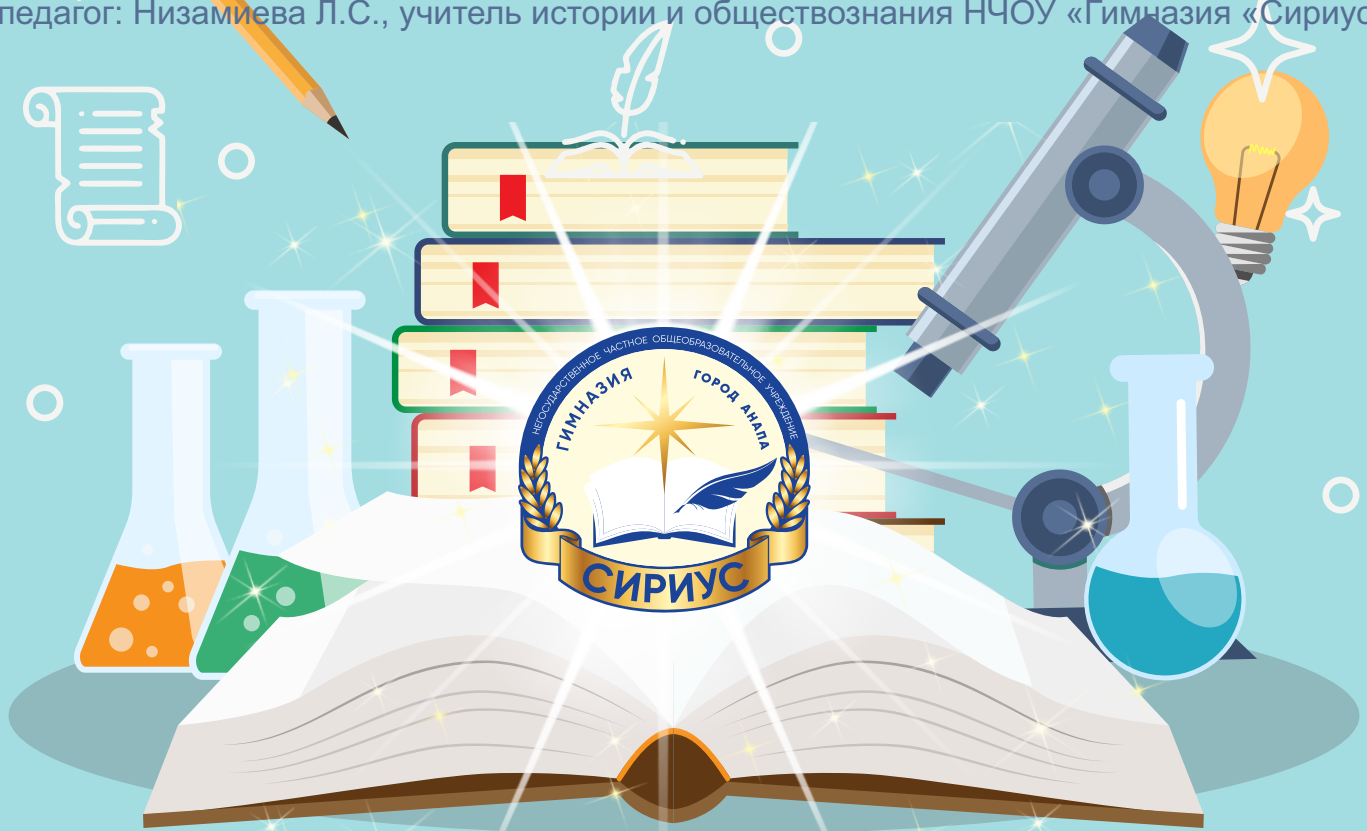 педагог: Низамиева Л.С., учитель истории и обществознания НЧОУ «Гимназия «Сириус
НЕГОСУДАРСТВЕННОЕ ЧАСТНОЕ ОБЩЕОБРАЗОВАТЕЛЬНОЕ УЧРЕЖДЕНИЕ
ГИМНАЗИЯ
ГОРОД АНАПА
СИРИУС